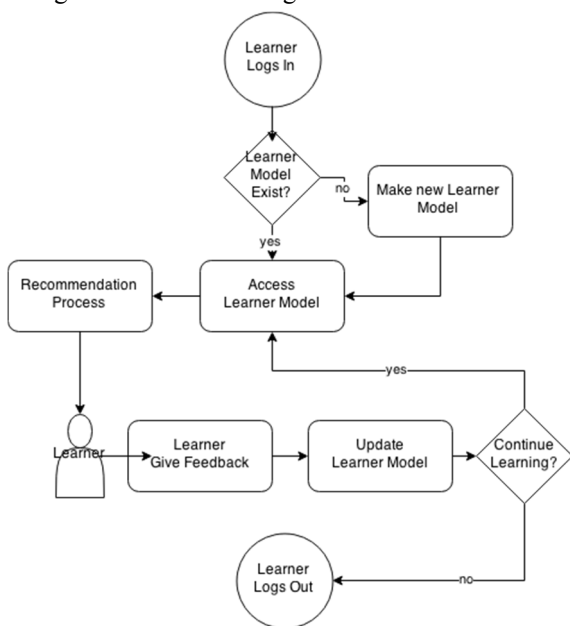 Learner
Logs In
Learner
Model
Exist?
no
Make new Learner
Model
yes
Recommendation
Process
Access
Learner Model
yes
Learner
Learner
Give Feedback
Update
Learner Model
Continue
Learning?
Learner
Logs Out
no